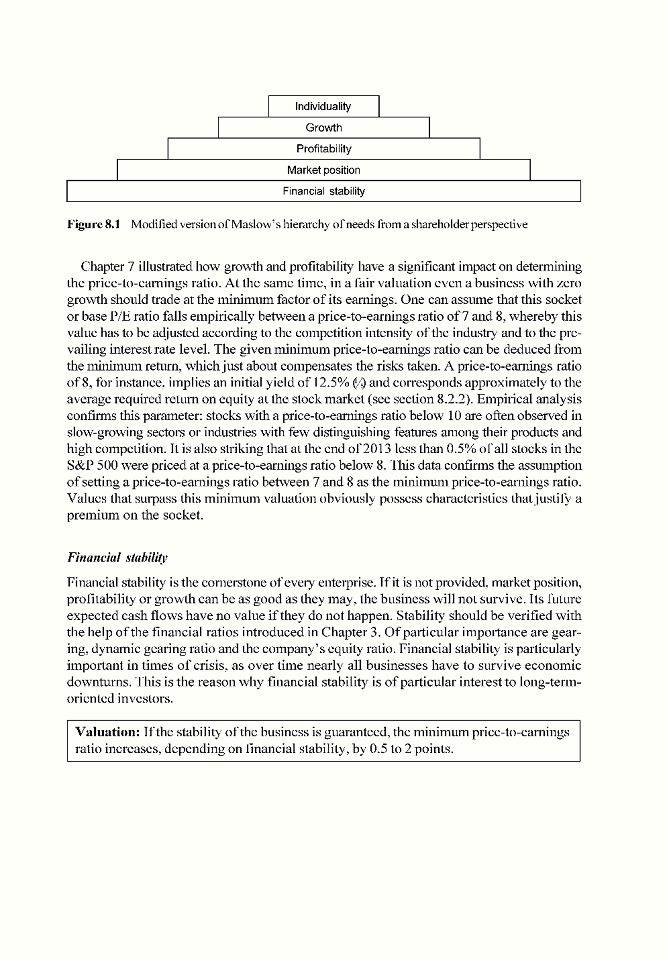 Individuality
Growth
Profitability
Market position
Financial stability
Figure 8.1 Modified version of Maslow's hierarchy of needs from a shareholder perspective
Chapter 7 illustrated how growth and profitability have a significant impact on determining
the price-to-earnings ratio. At the same time, in a fair valuation even a business with zero
growth should trade at the minimum factor of its earnings. One can assume that this socket
or base P/E ratio falls empirically between a price-to-earnings ratio of 7 and 8, whereby this
value has to be adjusted according to the competition intensity of the industry and to the pre-
vailing interest rate level. The given minimum price-to-earnings ratio can be deduced from
the minimum return, which just about compensates the risks taken. A price-to-earnings ratio
of 8, for instance, implies an initial yield of 12.5% () and corresponds approximately to the
average required return on equity at the stock market (see section 8.2.2). Empirical analysis
confirms this parameter: stocks with a price-to-earnings ratio below 10 are often observed in
slow-growing sectors or industries with few distinguishing features among their products and
high competition. It is also striking that at the end of 2013 less than 0.5% of all stocks in the
S&P 500 were priced at a price-to-earnings ratio below 8. This data confirms the assumption
of setting a price-to-earnings ratio between 7 and 8 as the minimum price-to-earnings ratio.
Values that surpass this minimum valuation obviously possess characteristics that justify a
premium on the socket.
Financial stability
Financial stability is the cornerstone of every enterprise. If it is not provided, market position,
profitability or growth can be as good as they may, the business will not survive. Its future
expected cash flows have no value if they do not happen. Stability should be verified with
the help of the financial ratios introduced in Chapter 3. Of particular importance are gear-
ing, dynamic gearing ratio and the company's equity ratio. Financial stability is particularly
important in times of crisis, as over time nearly all businesses have to survive economic
downturns. This is the reason why financial stability is of particular interest to long-term-
oriented investors.
Valuation: If the stability of the business is guaranteed, the minimum price-to-earnings
ratio increases, depending on financial stability, by 0.5 to 2 points.